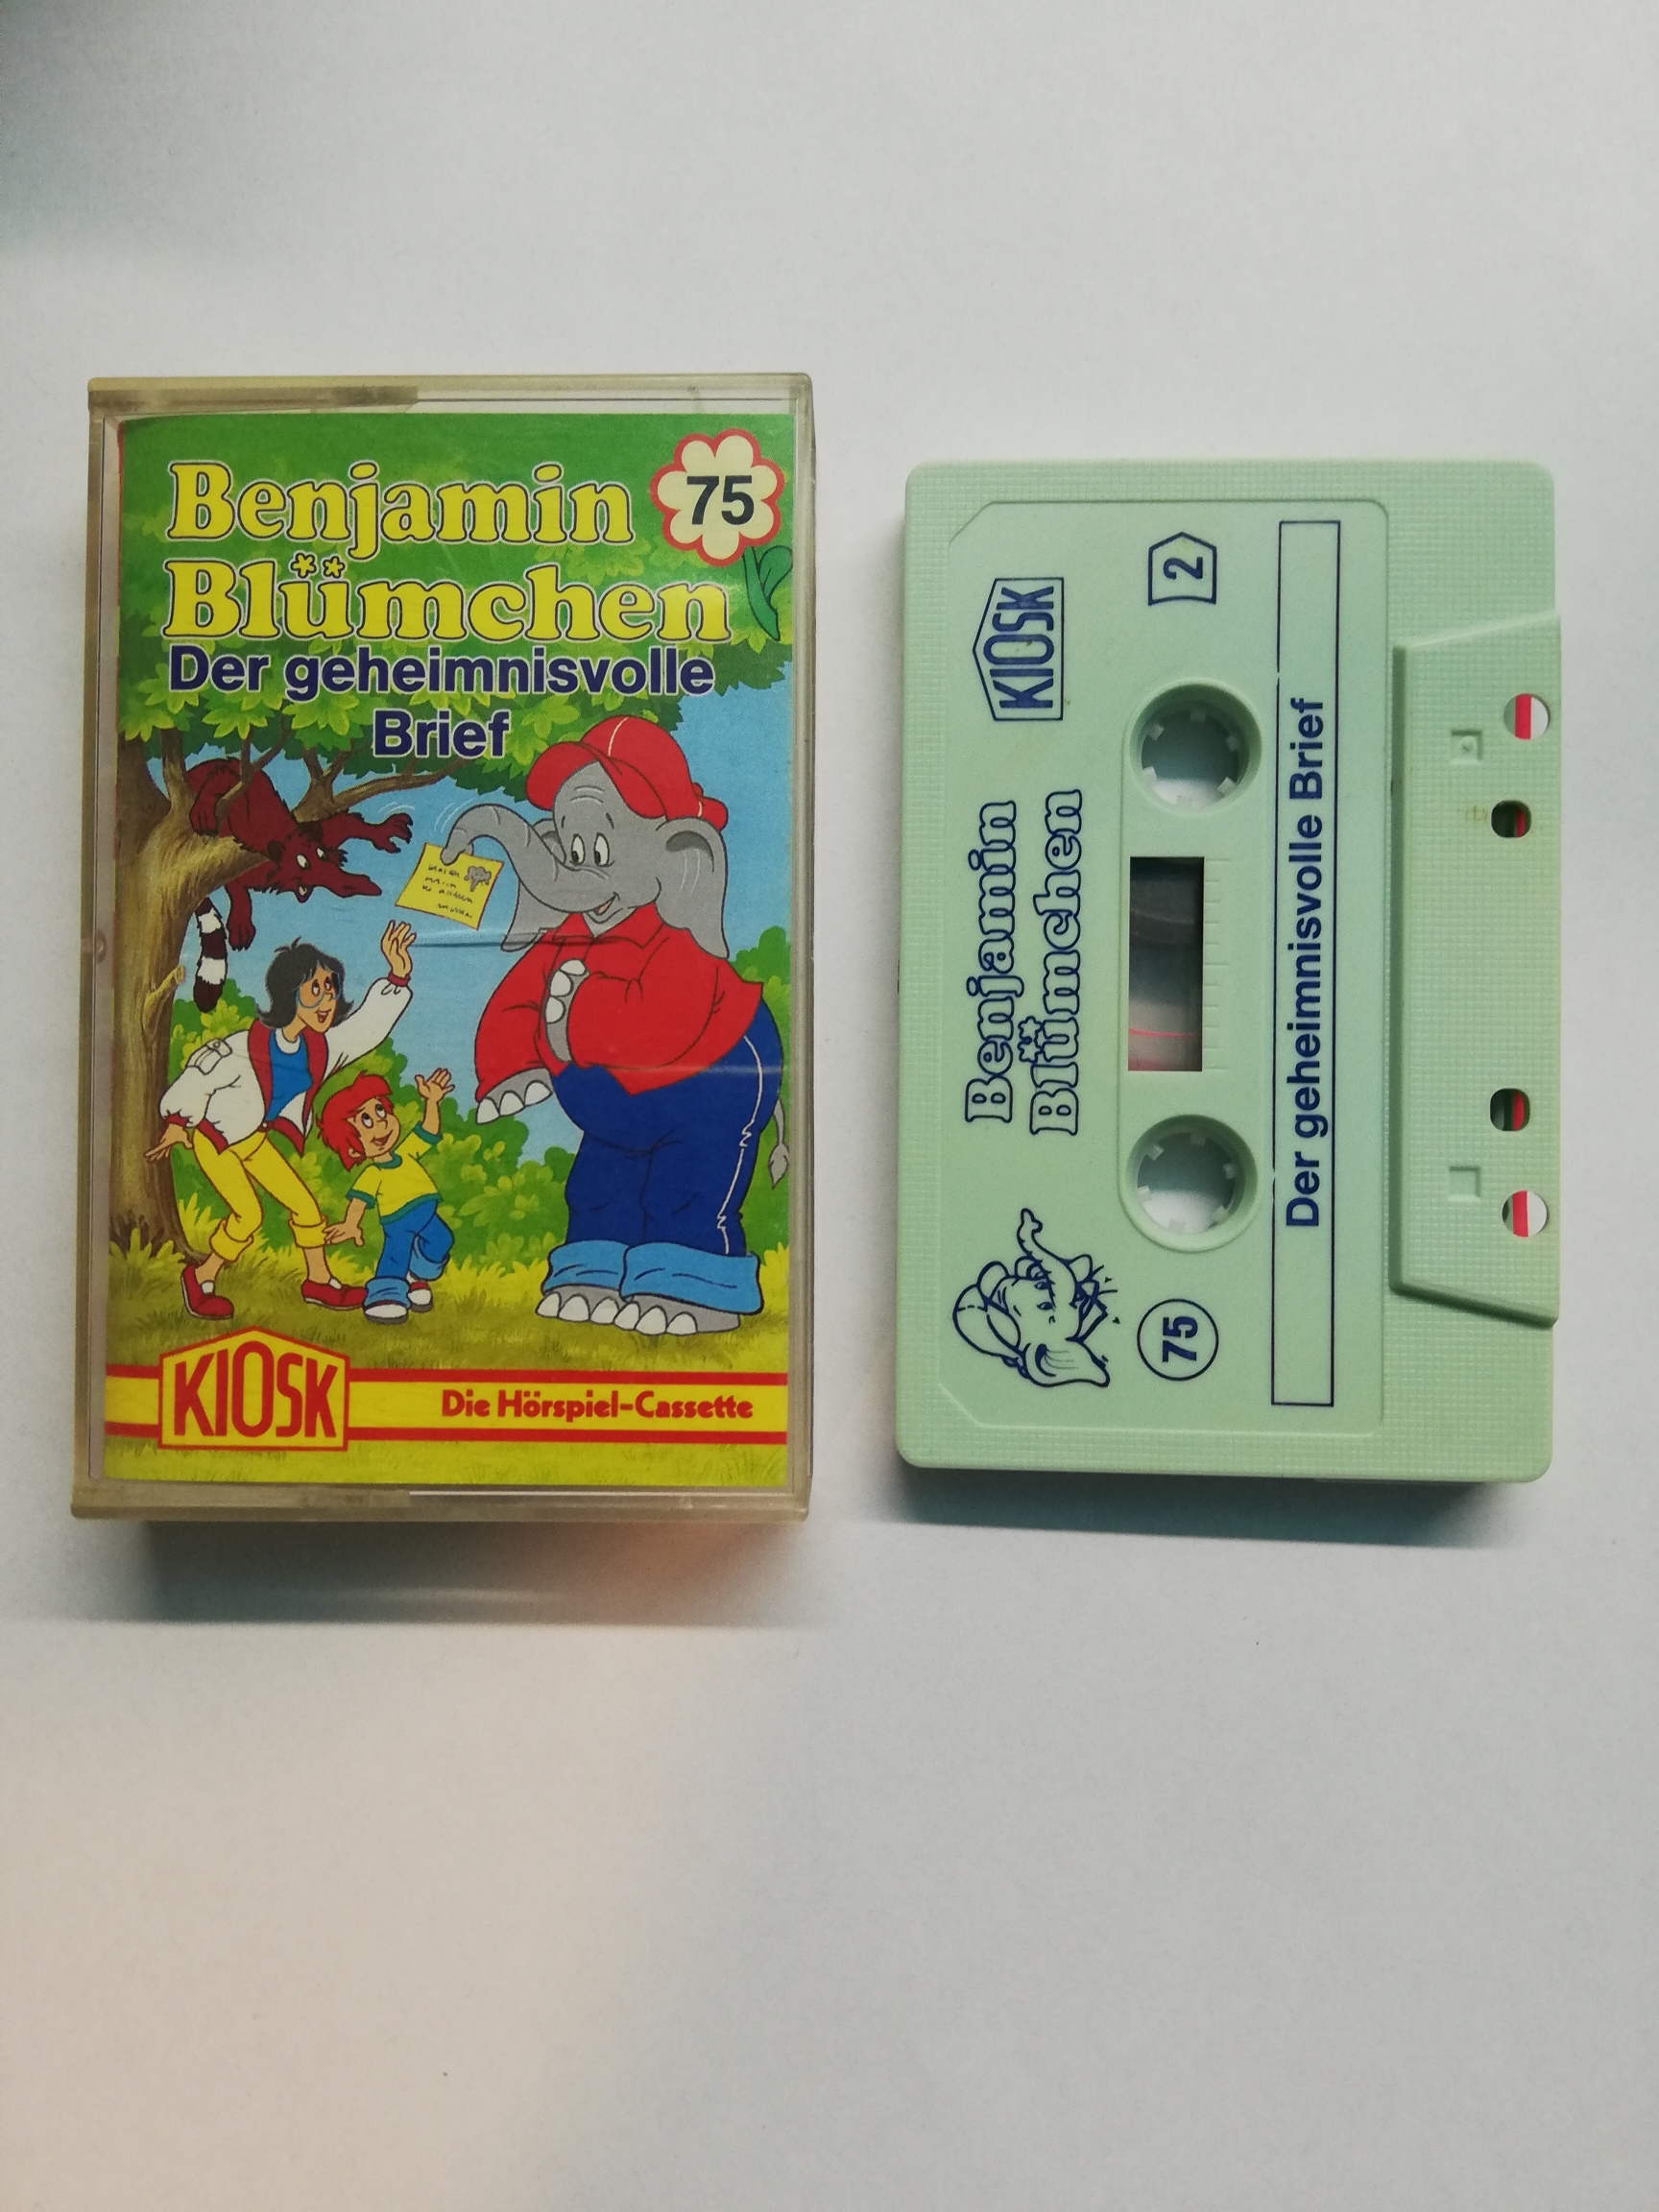 Benjamin
Blümchen
75
Der geheimnisvolle
Brief
KIOSK
Die Hörspiel-Cassette
75
Benjamin
Blümchen
KIOSK
2
Der geheimnisvolle Brief